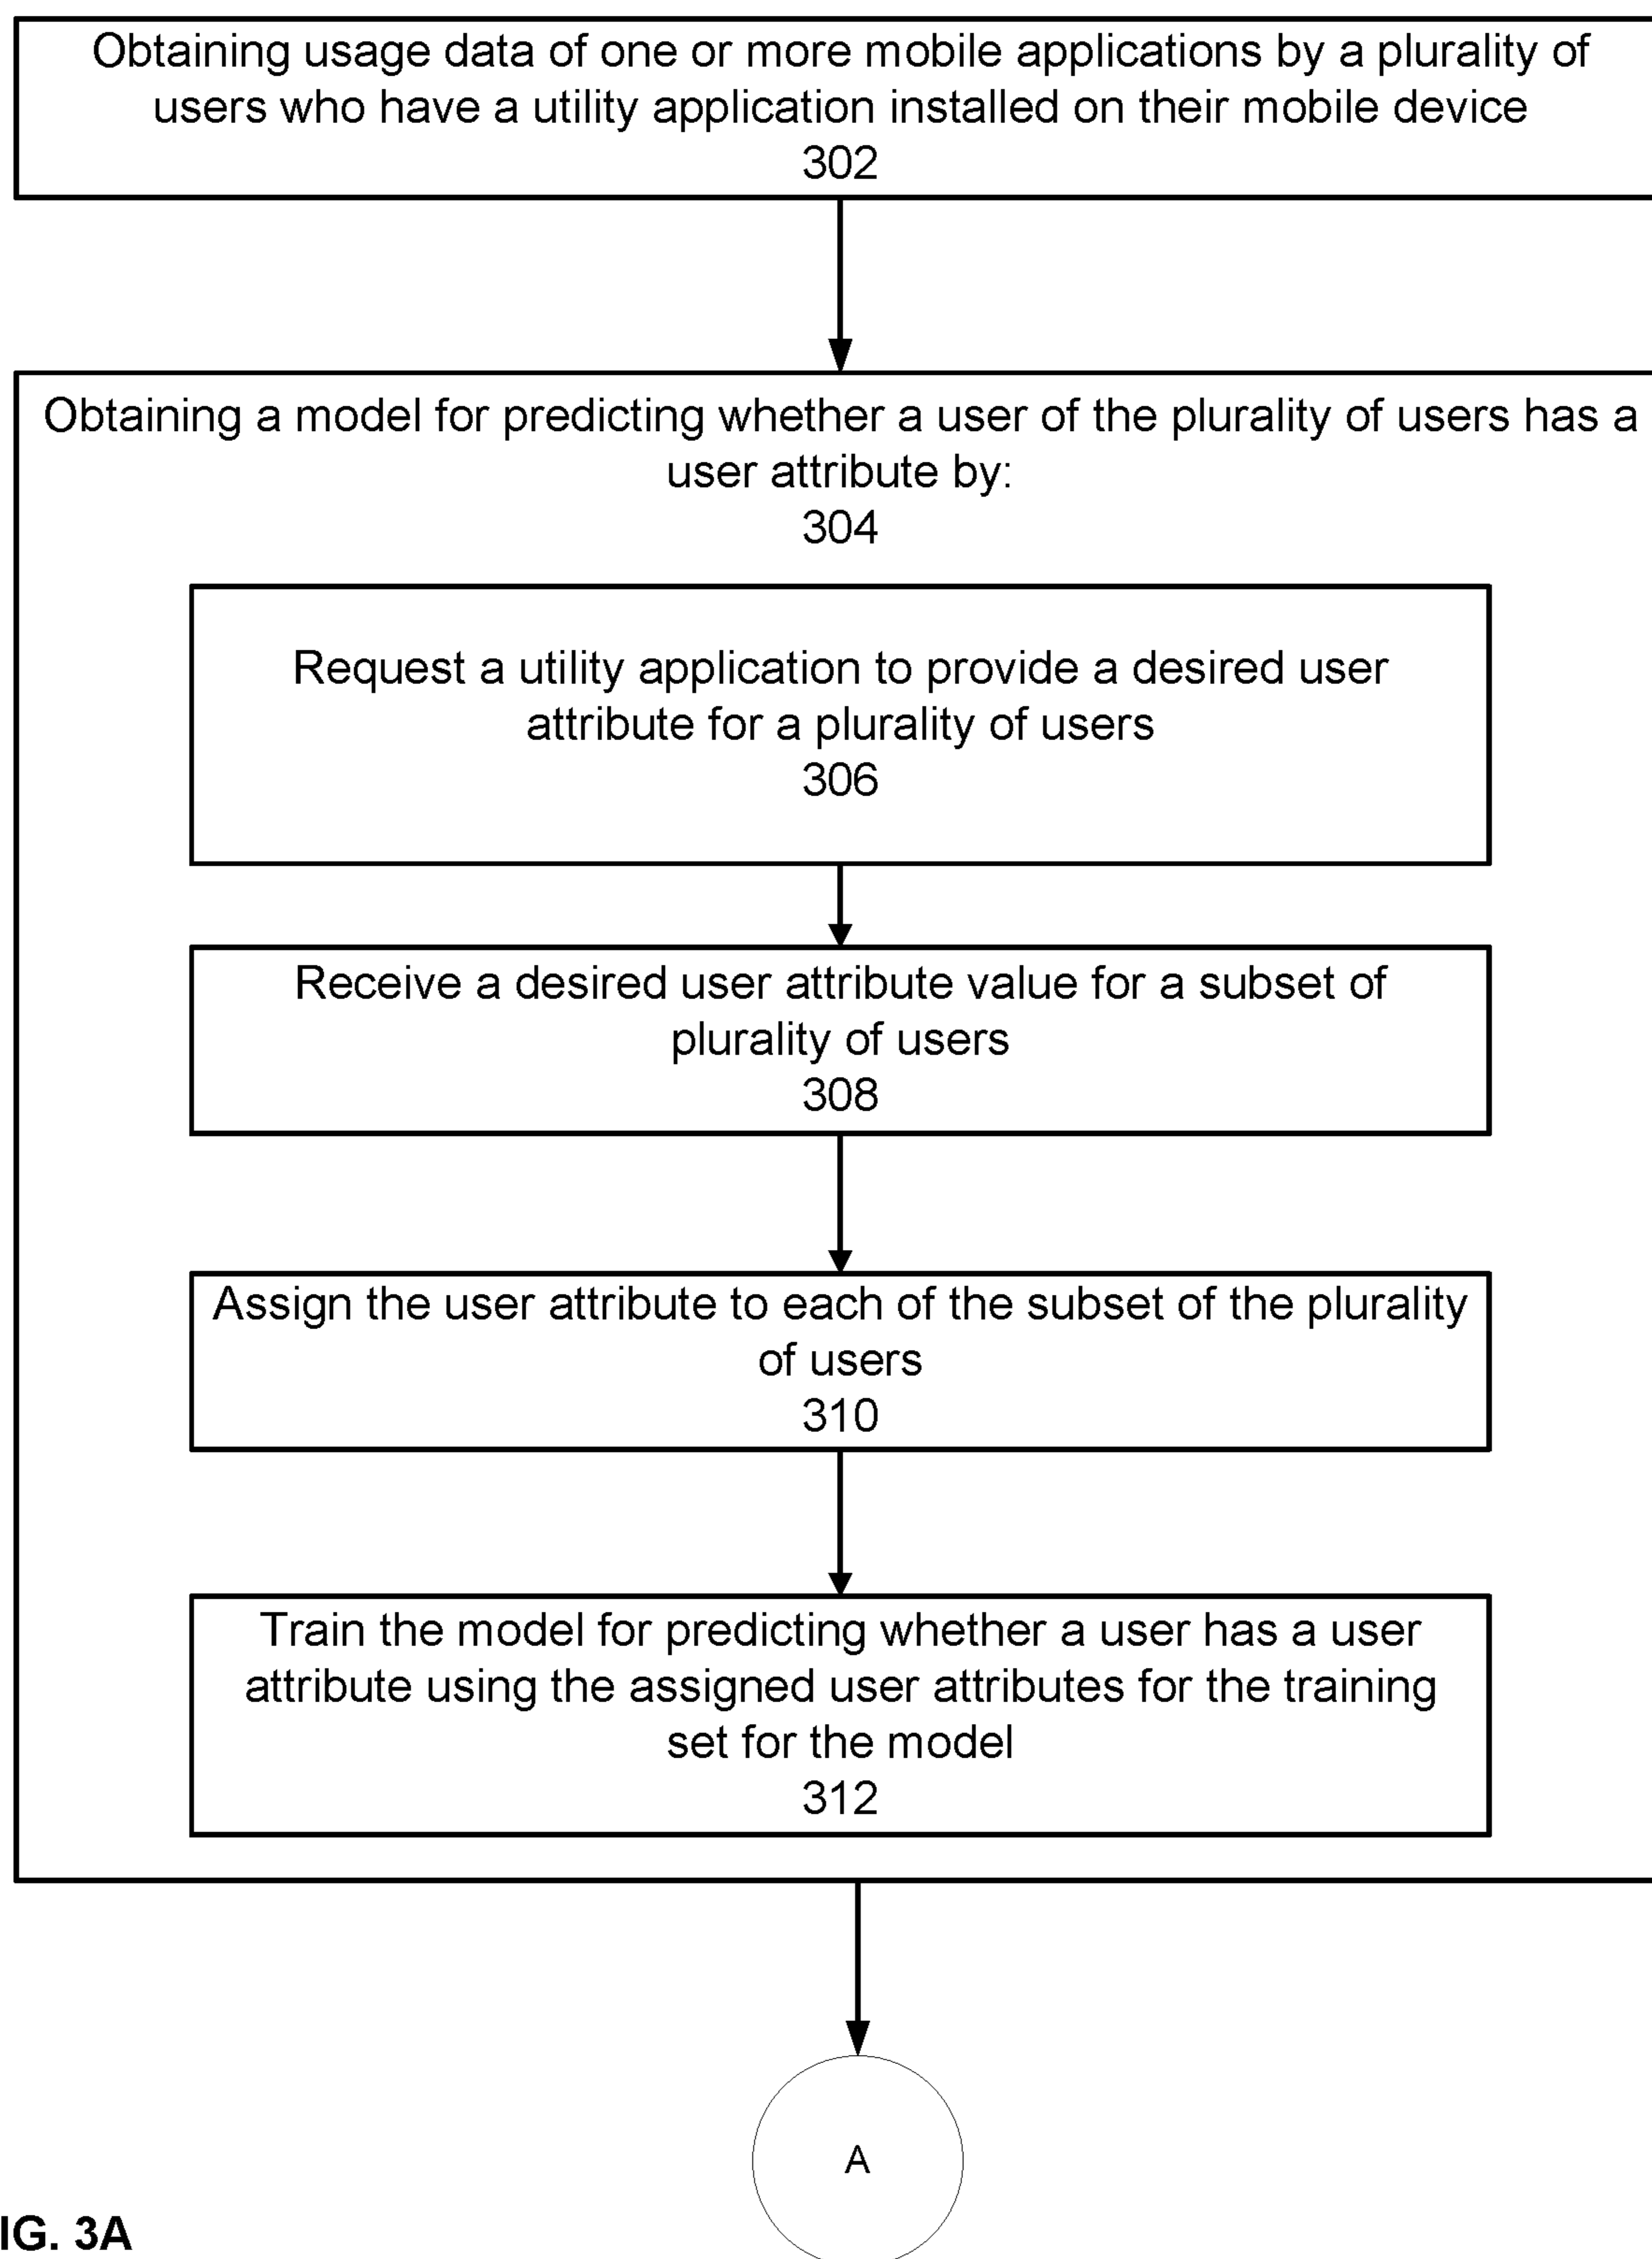 Obtaining usage data of one or more mobile applications by a plurality of
users who have a utility application installed on their mobile device
302
Obtaining a model for predicting whether a user of the plurality of users has a
user attribute by:
304
Request a utility application to provide a desired user
attribute for a plurality of users
306
Receive a desired user attribute value for a subset of
plurality of users
308
Assign the user attribute to each of the subset of the plurality
of users
310
Train the model for predicting whether a user has a user
attribute using the assigned user attributes for the training
set for the model
312
A
IG. 3A